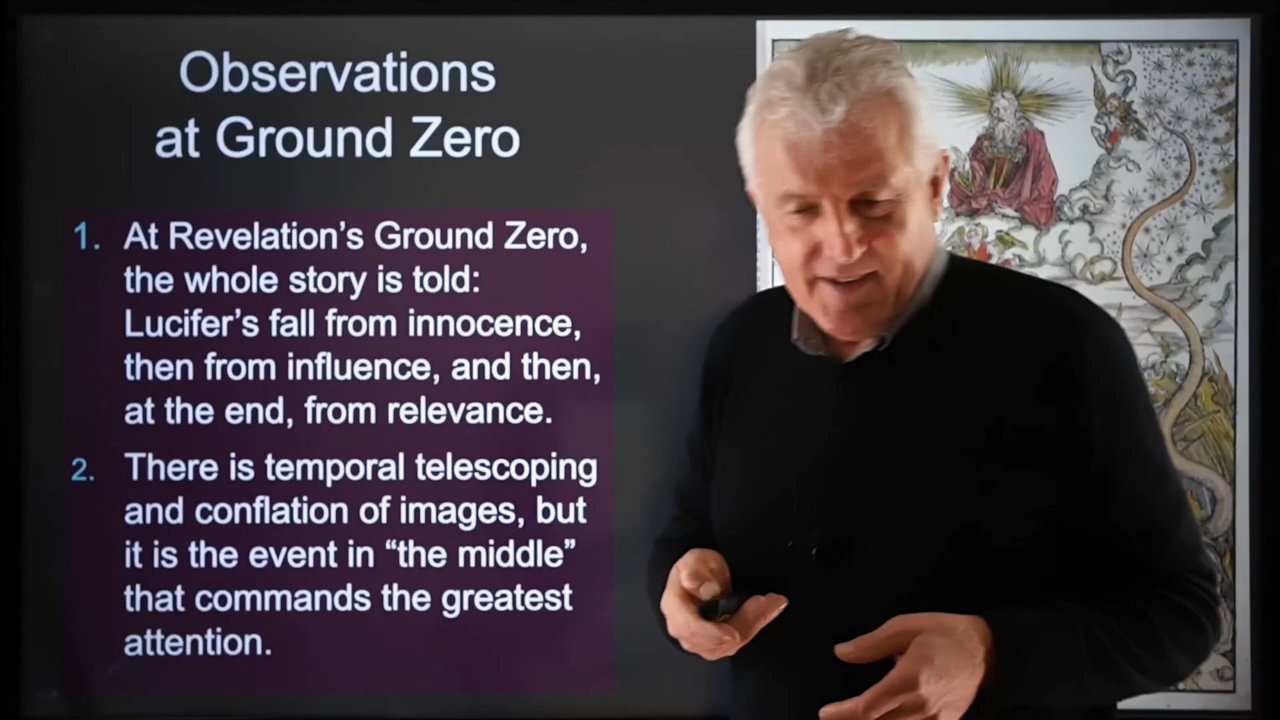 Observations
at Ground Zero
1. At Revelation’s Ground Zero,
the whole story is told:
Lucifer’s fall from innocence,
then from influence, and then,
at the end, from relevance.
2. There is temporal telescoping
and conflation of images, but
it is the event in “the middle”
that commands the greatest
attention.